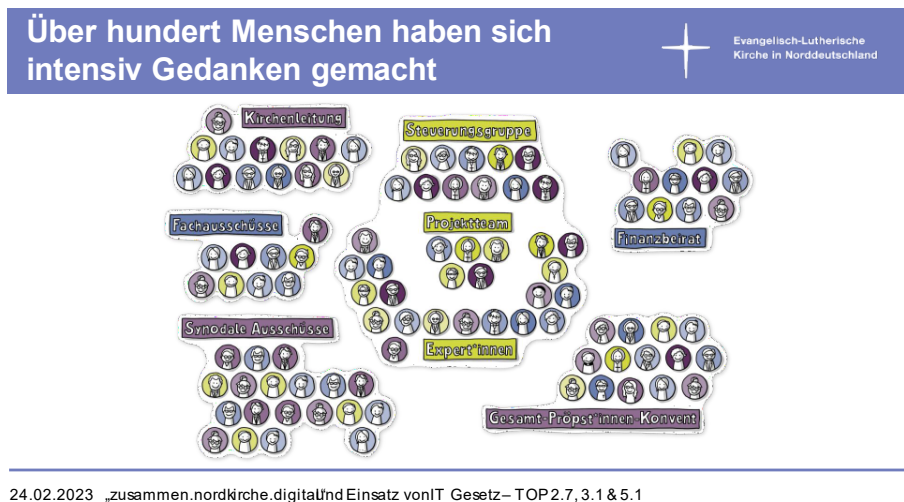 Über hundert Menschen haben sich
intensiv Gedanken gemacht
Evangelisch-Lutherische
Kirche in Norddeutschland
Kirchenleitung
Steuerungsgruppe
Fachausschüsse
Projektteam
Finanzbeirat
Synodale Ausschüsse
Expert*innen
Gesamt-Pröpst*innen-Konvent
24.02.2023 „zusammen.nordkirche.digital“ und Einsatz vonIT Gesetz– TOP 2.7, 3.1 & 5.1